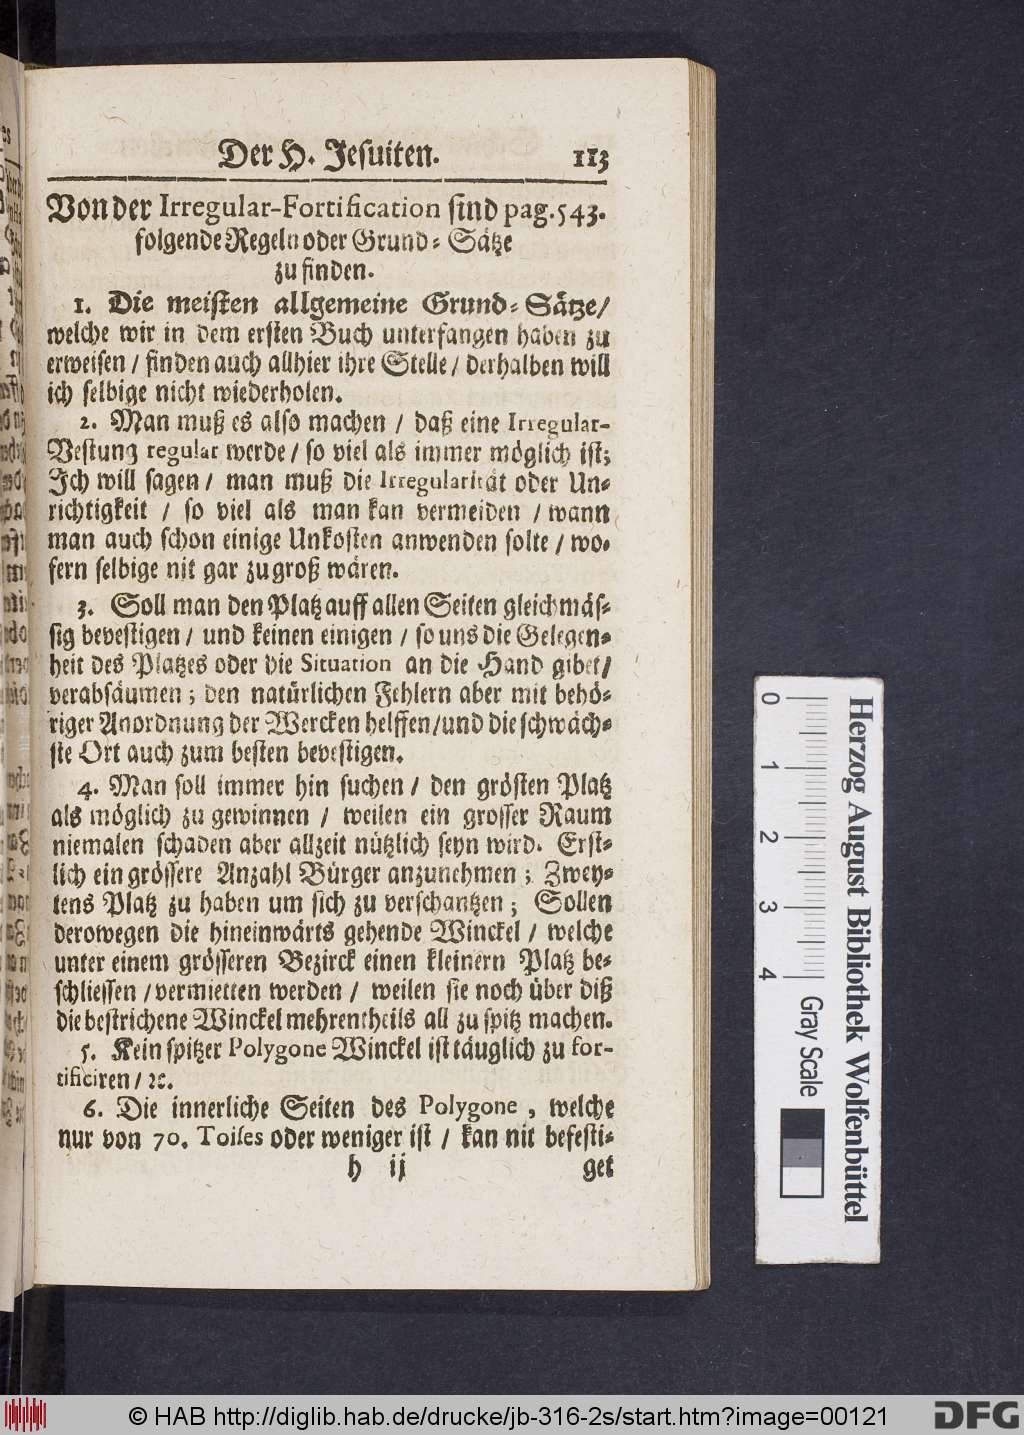 Der H. Jesuiten. 113
Von der Irregular-Fortification sind pag. 543.
folgende Regeln oder Grund-Sätze
zu finden.
1. Die meisten allgemeine Grund-Sätze/
welche wir in dem ersten Buch unterfangen haben zu
erweisen / finden auch allhier ihre Stelle / derhalben will
ich selbige nicht wiederholen.
2. Man muß es also machen / daß eine Irregular-
Vestung regular werde / so viel als immer möglich ist;
Ich will sagen / man muß die Irregularität oder Un-
richtigkeit / so viel als man kan vermeiden / wann
man auch schon einige Unkosten anwenden solte / wo-
fern selbige nit gar zu groß wären.
3. Soll man den Platz auff allen Seiten gleichmäs-
sig bevestigen / und keinen einigen / so uns die Gelegen-
heit des Platzes oder die Situation an die Hand gibet /
verabsäumen; den natürlichen Fehlern aber mit behö-
riger Anordnung der Wercken helffen / und die schwäch-
ste Ort auch zum besten bevestigen.
4. Man soll immer hin suchen / den grösten Platz
als möglich zu gewinnen / weilen ein grosser Raum
niemalen schaden aber allzeit nützlich seyn wird. Erst-
lich ein grössere Anzahl Bürger anzunehmen; Zwey-
tens Platz zu haben um sich zu verschantzen; Sollen
derowegen die hineinwärts gehende Winckel / welche
unter einem grösseren Bezirck einen kleinern Platz be-
schliessen / vermietten werden / weilen sie noch über diß
die bestrichene Winckel mehrentheils all zu spitz machen.
5. Kein spitzer Polygone Winckel ist täuglich zu for-
tificiren / ꝛc.
6. Die innerliche Seiten des Polygone, welche
nur von 70. Toises oder weniger ist / kan nit befesti-
h ij get
0 1 2 3 4
Gray Scale
Herzog August Bibliothek Wolfenbüttel
© HAB http://diglib.hab.de/drucke/jb-316-2s/start.htm?image=00121
DFG